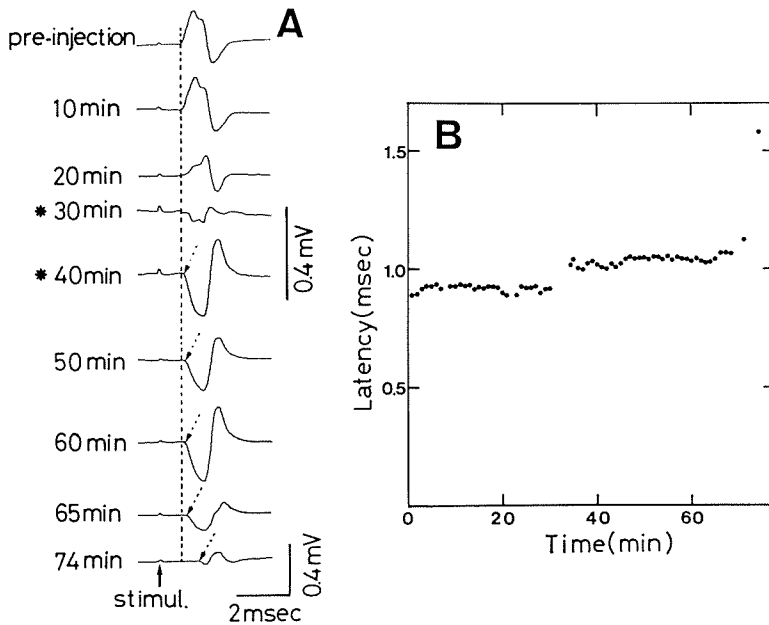 A
pre-injection
10 min
20 min
* 30 min
* 40 min
0.4 mV
50 min
60 min
65 min
74 min
stimul.
2msec
0.4 mV
B
1.5
1.0
0.5
Latency(msec)
0 20 40 60
Time(min)